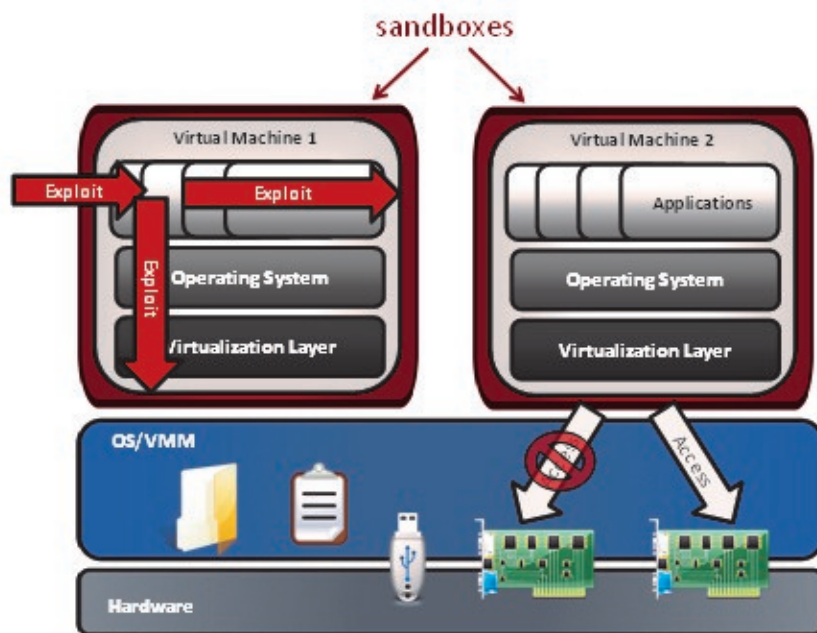 sandboxes
Virtual Machine 1
Virtual Machine 2
Exploit
Exploit
Applications
Exploit
Operating System
Operating System
Virtualization Layer
Virtualization Layer
OS/VMM
Access
Hardware